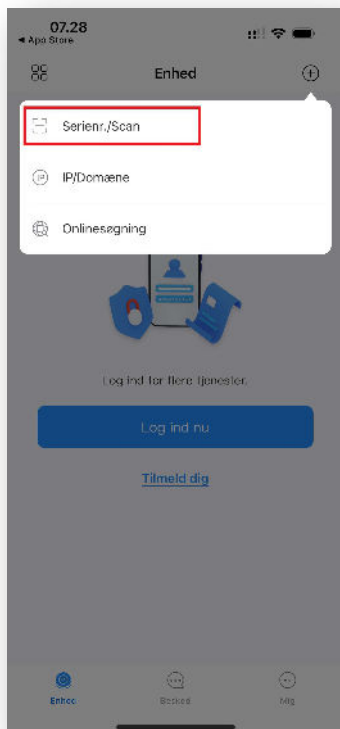 07.28
◀ App Store
Enhed
Serienr./Scan
IP/Domæne
Onlinesøgning
Log ind for flere tjenester.
Log ind nu
Tilmeld dig
Enhed
Besked
Mig